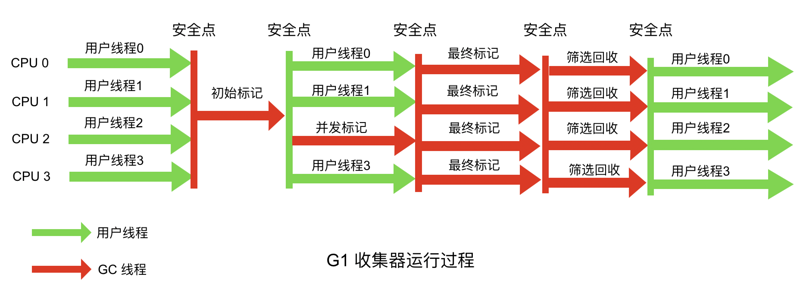 安全点 安全点 安全点 安全点 安全点
CPU 0 用户线程0 用户线程0 最终标记 筛选回收 用户线程0
初始标记
CPU 1 用户线程1 用户线程1 最终标记 筛选回收 用户线程1
CPU 2 用户线程2 并发标记 最终标记 筛选回收 用户线程2
CPU 3 用户线程3 用户线程3 最终标记 筛选回收 用户线程3
用户线程
GC 线程
G1 收集器运行过程